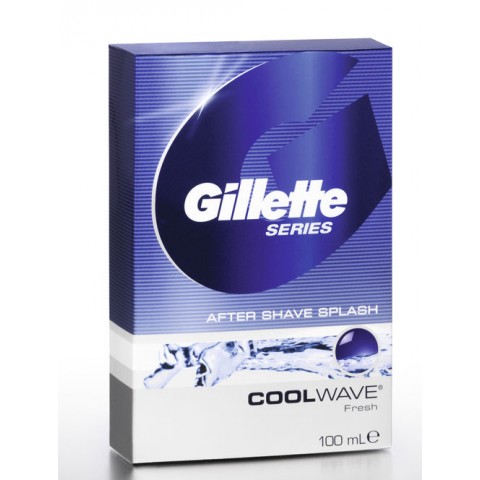 Gillette
SERIES
AFTER SHAVE SPLASH
COOLWAVE®
Fresh
100 mL ℮